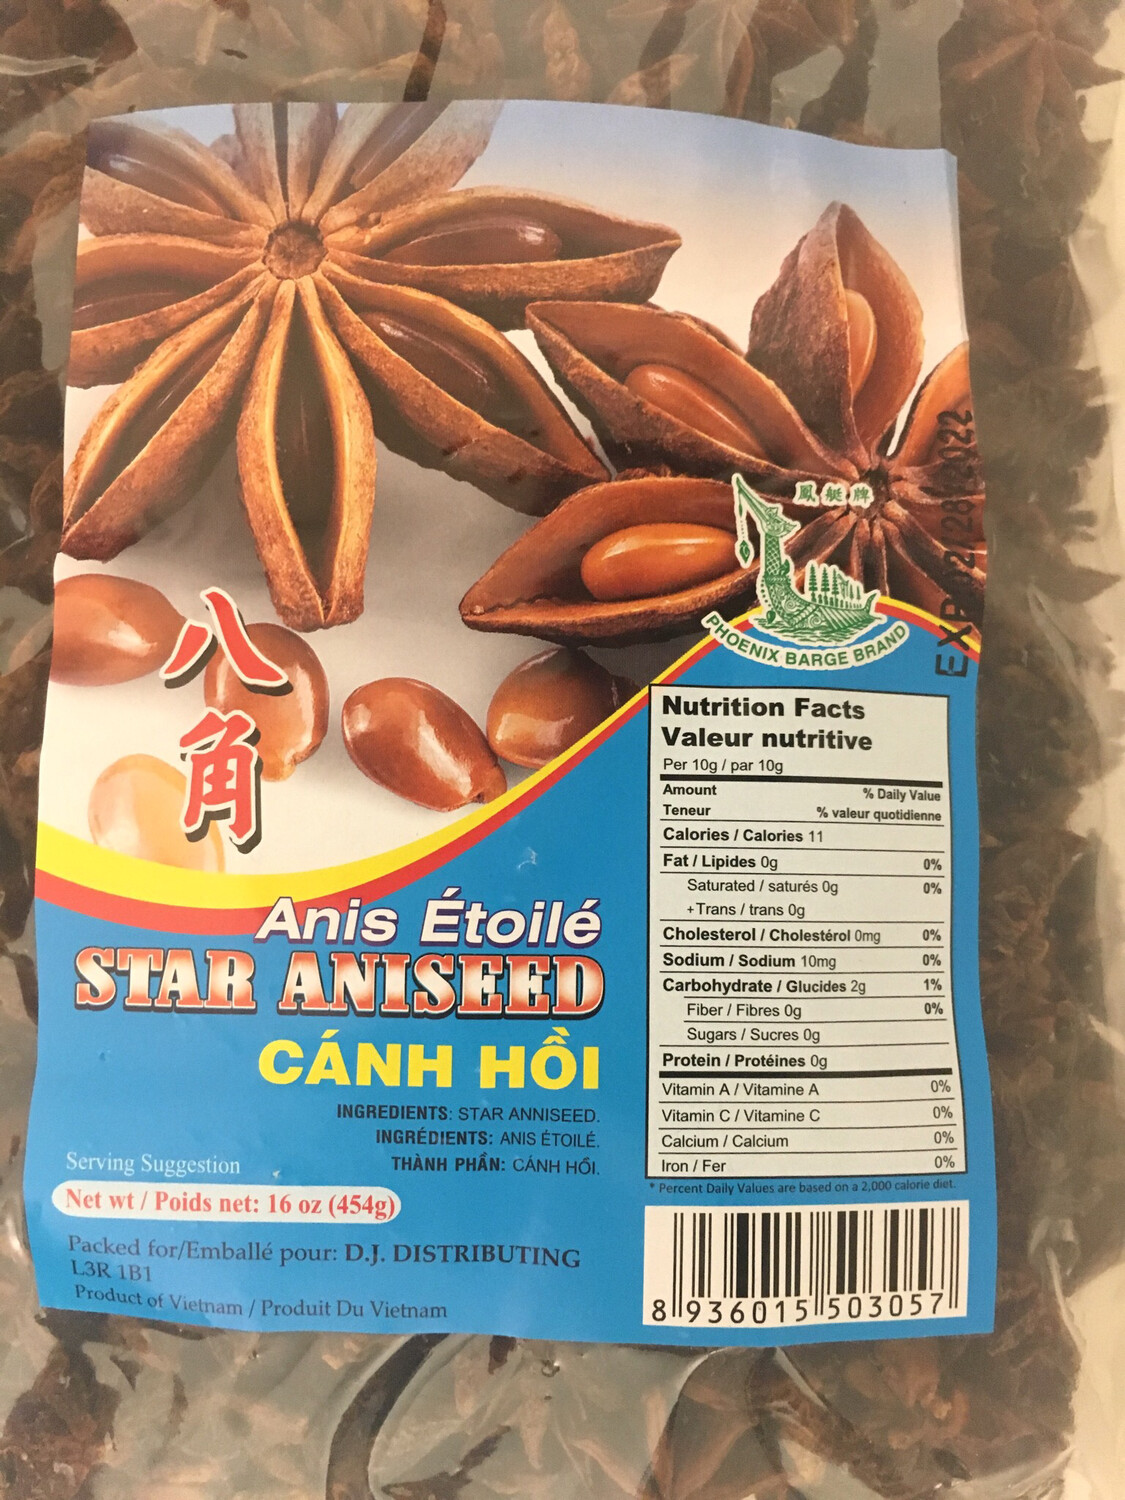 鳳艇牌
PHOENIX BARGE BRAND
EXP 02/28/2022
八角
Anis Étoilé
STAR ANISEED
CÁNH HỒI
INGREDIENTS: STAR ANNISEED.
INGRÉDIENTS: ANIS ÉTOILÉ.
THÀNH PHẦN: CÁNH HỒI.
Serving Suggestion
Net wt / Poids net: 16 oz (454g)
Packed for/Emballé pour: D.J. DISTRIBUTING
L3R 1B1
Product of Vietnam / Produit Du Vietnam
Nutrition Facts
Valeur nutritive
Per 10g / par 10g
Amount % Daily Value
Teneur % valeur quotidienne
Calories / Calories 11
Fat / Lipides 0g 0%
Saturated / saturés 0g 0%
+Trans / trans 0g
Cholesterol / Cholestérol 0mg 0%
Sodium / Sodium 10mg 0%
Carbohydrate / Glucides 2g 1%
Fiber / Fibres 0g 0%
Sugars / Sucres 0g
Protein / Protéines 0g
Vitamin A / Vitamine A 0%
Vitamin C / Vitamine C 0%
Calcium / Calcium 0%
Iron / Fer 0%
* Percent Daily Values are based on a 2,000 calorie diet.
8 936015 503057